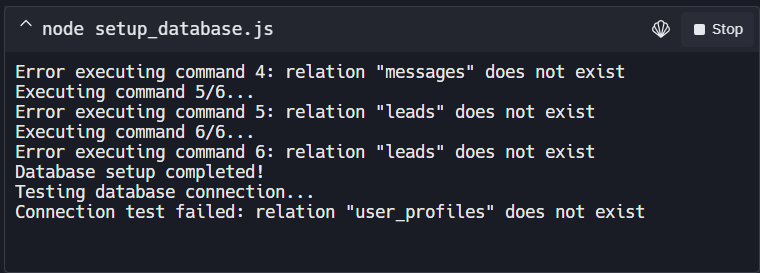 ^ node setup_database.js
Stop
Error executing command 4: relation "messages" does not exist
Executing command 5/6...
Error executing command 5: relation "leads" does not exist
Executing command 6/6...
Error executing command 6: relation "leads" does not exist
Database setup completed!
Testing database connection...
Connection test failed: relation "user_profiles" does not exist